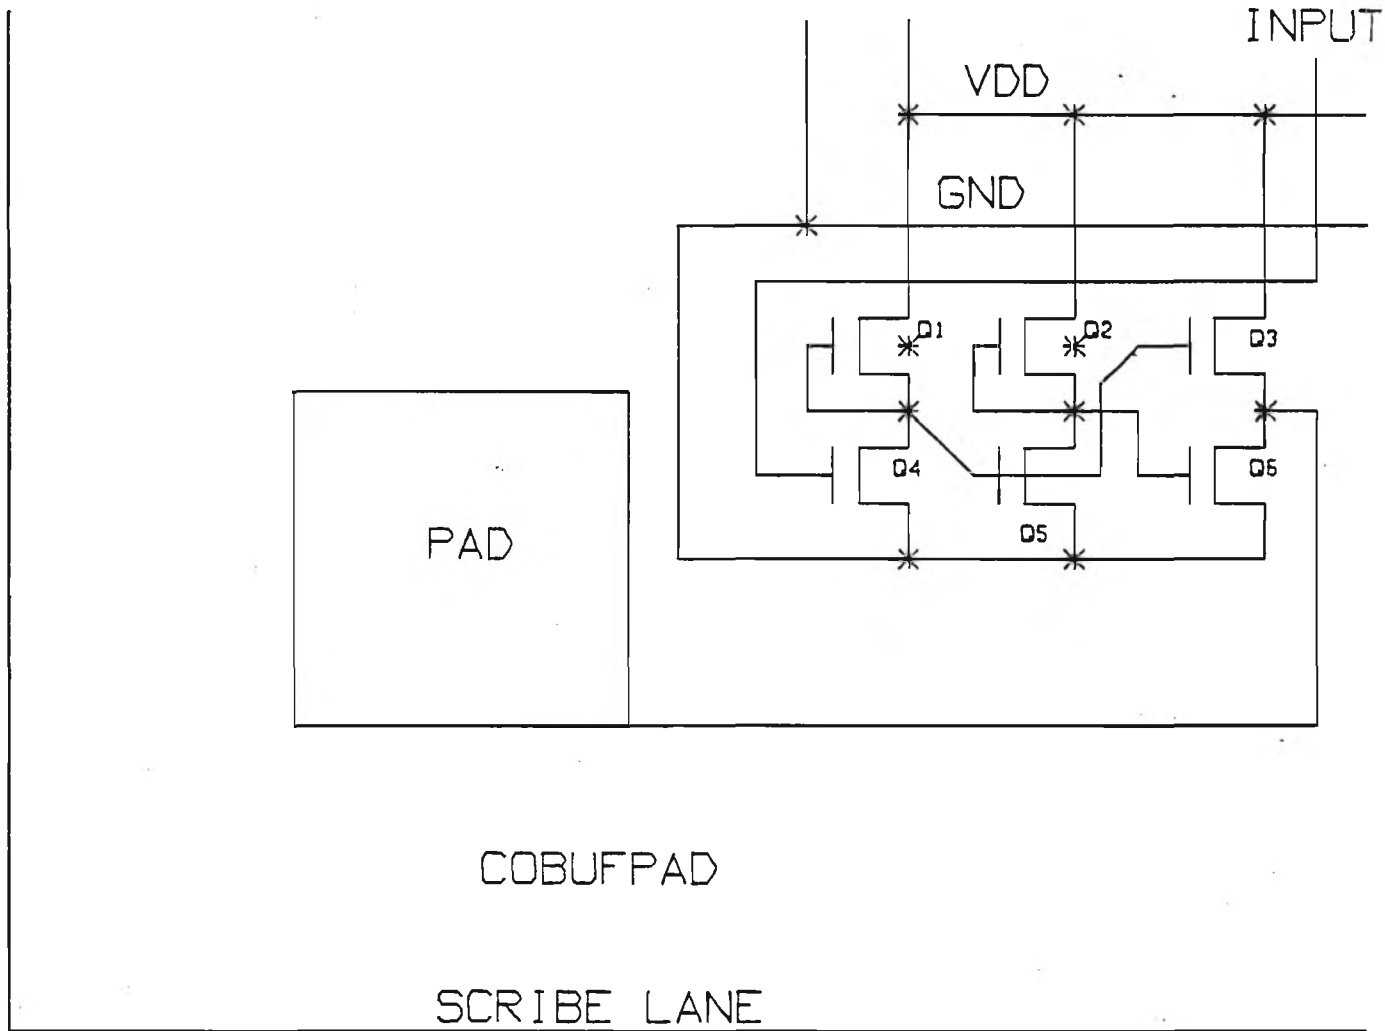 INPUT
VDD
GND
Q1 Q2 Q3
Q4 Q6
Q5
PAD
COBUFPAD
SCRIBE LANE